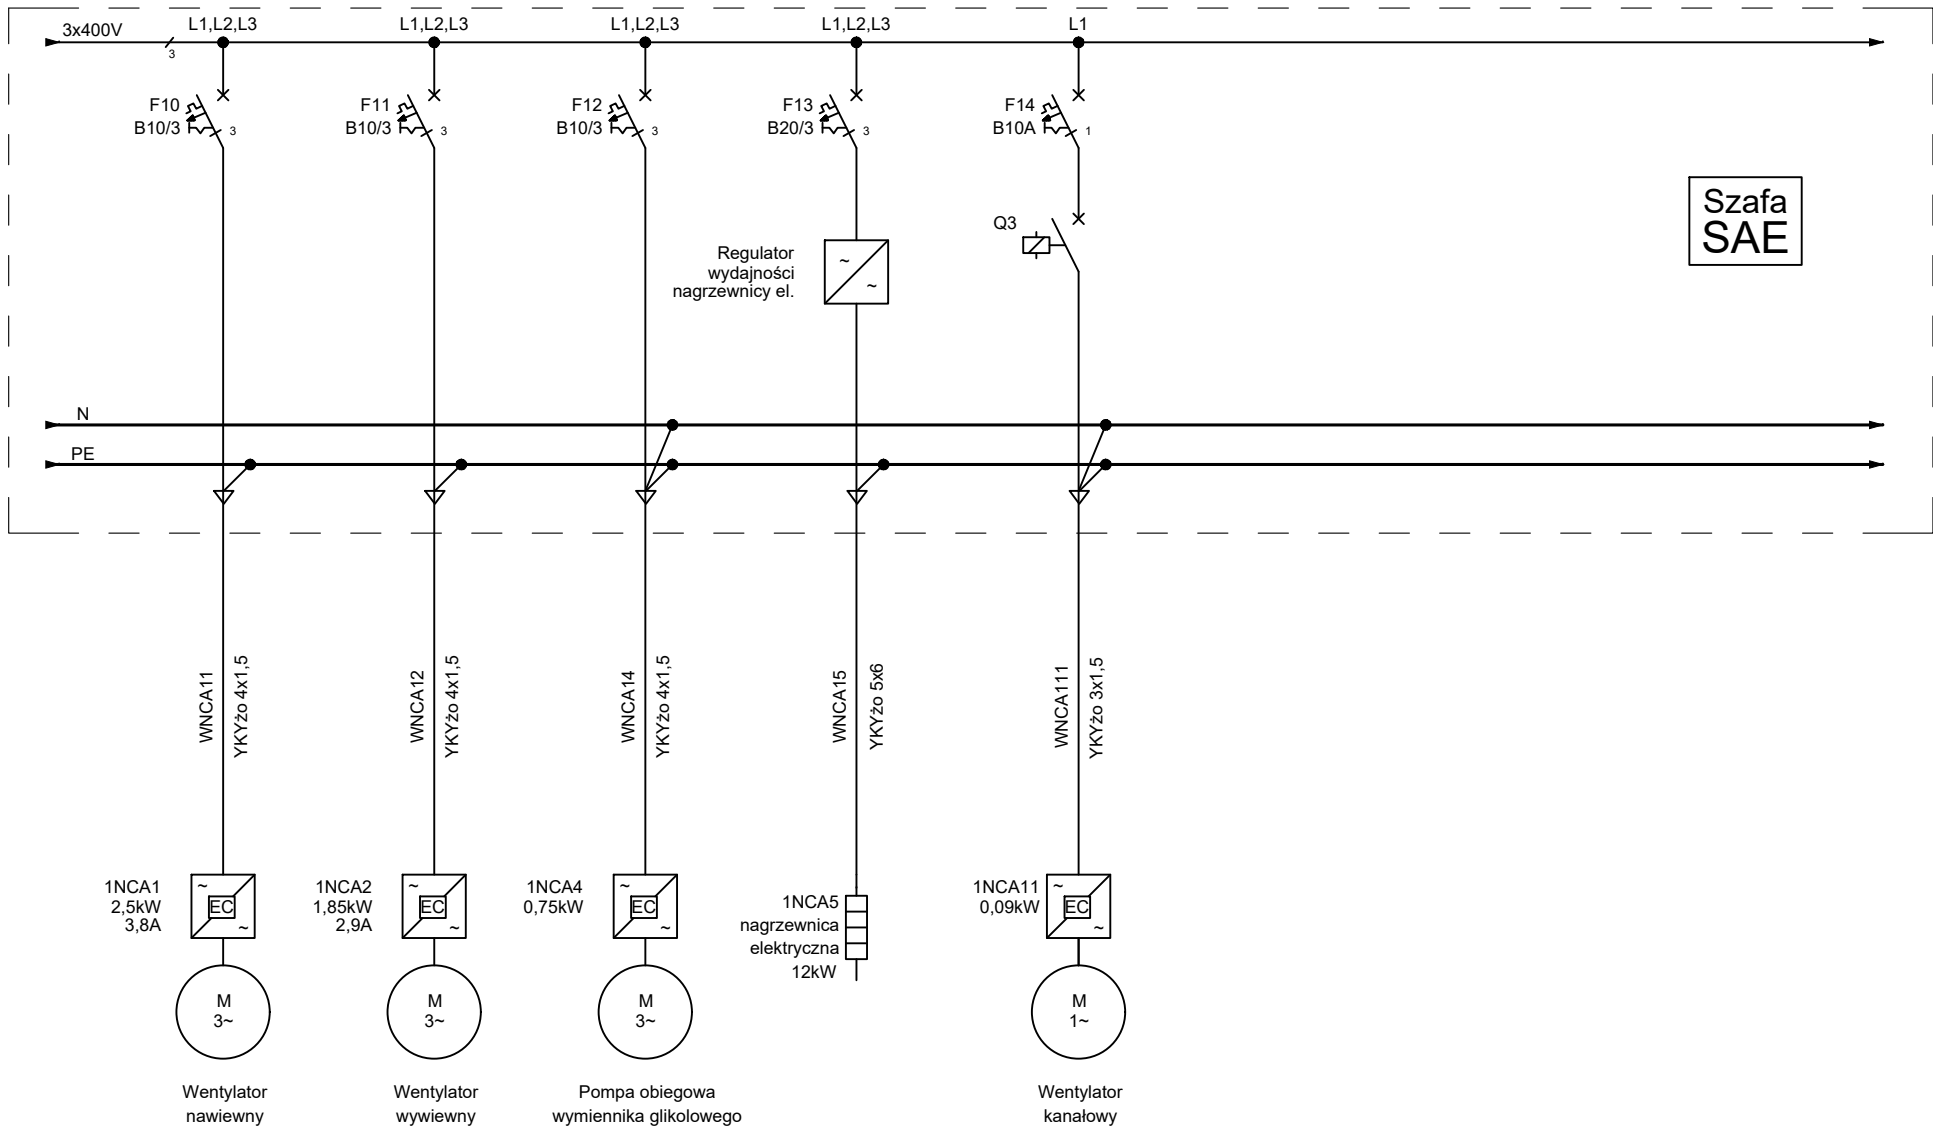 3x400V
3
L1,L2,L3
L1,L2,L3
L1,L2,L3
L1,L2,L3
L1
F10
B10/3
3
F11
B10/3
3
F12
B10/3
3
F13
B20/3
3
F14
B10A
1
Q3
Regulator
wydajności
nagrzewnicy el.
Szafa
SAE
~
~
N
PE
WNCA11
YKYżo 4x1,5
WNCA12
YKYżo 4x1,5
WNCA14
YKYżo 4x1,5
WNCA15
YKYżo 5x6
WNCA111
YKYżo 3x1,5
1NCA1
2,5kW
3,8A
~
EC
~
1NCA2
1,85kW
2,9A
~
EC
~
1NCA4
0,75kW
~
EC
~
1NCA5
nagrzewnica
elektryczna
12kW
1NCA11
0,09kW
~
EC
~
M
3~
M
3~
M
3~
M
1~
Wentylator
nawiewny
Wentylator
wywiewny
Pompa obiegowa
wymiennika glikolowego
Wentylator
kanałowy